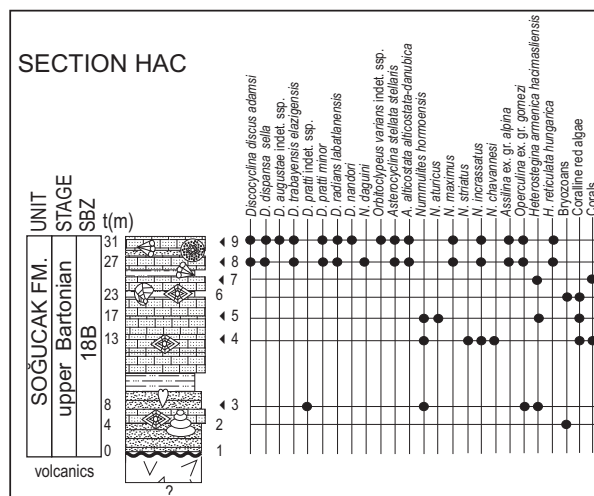 SECTION HAC
UNIT
STAGE
SBZ
t(m)
Discocyclina discus adamsi
D. dispansa sella
D. augustae indet. ssp.
D. trabayensis elazigensis
D. pratti indet ssp.
D. pratti minor
D. radians labatlanensis
D. nandori
N. daguini
Orbitoclypeus varians indet. ssp.
Asterocyclina stellata stellaris
A. alticostata alticostata-danubica
Nummulites hormoensis
N. aturicus
N. maximus
N. striatus
N. incrassatus
N. chavannesi
Assilina ex. gr. alpina
Operculina ex. gr. gomezi
Heterostegina armenica hacimasliensis
H. reticulata hungarica
Bryozoans
Coralline red algae
Corals
SOĞUCAK FM.
upper Bartonian
18B
31
27
23
17
13
8
4
0
9
8
7
6
5
4
3
2
1
volcanics
?